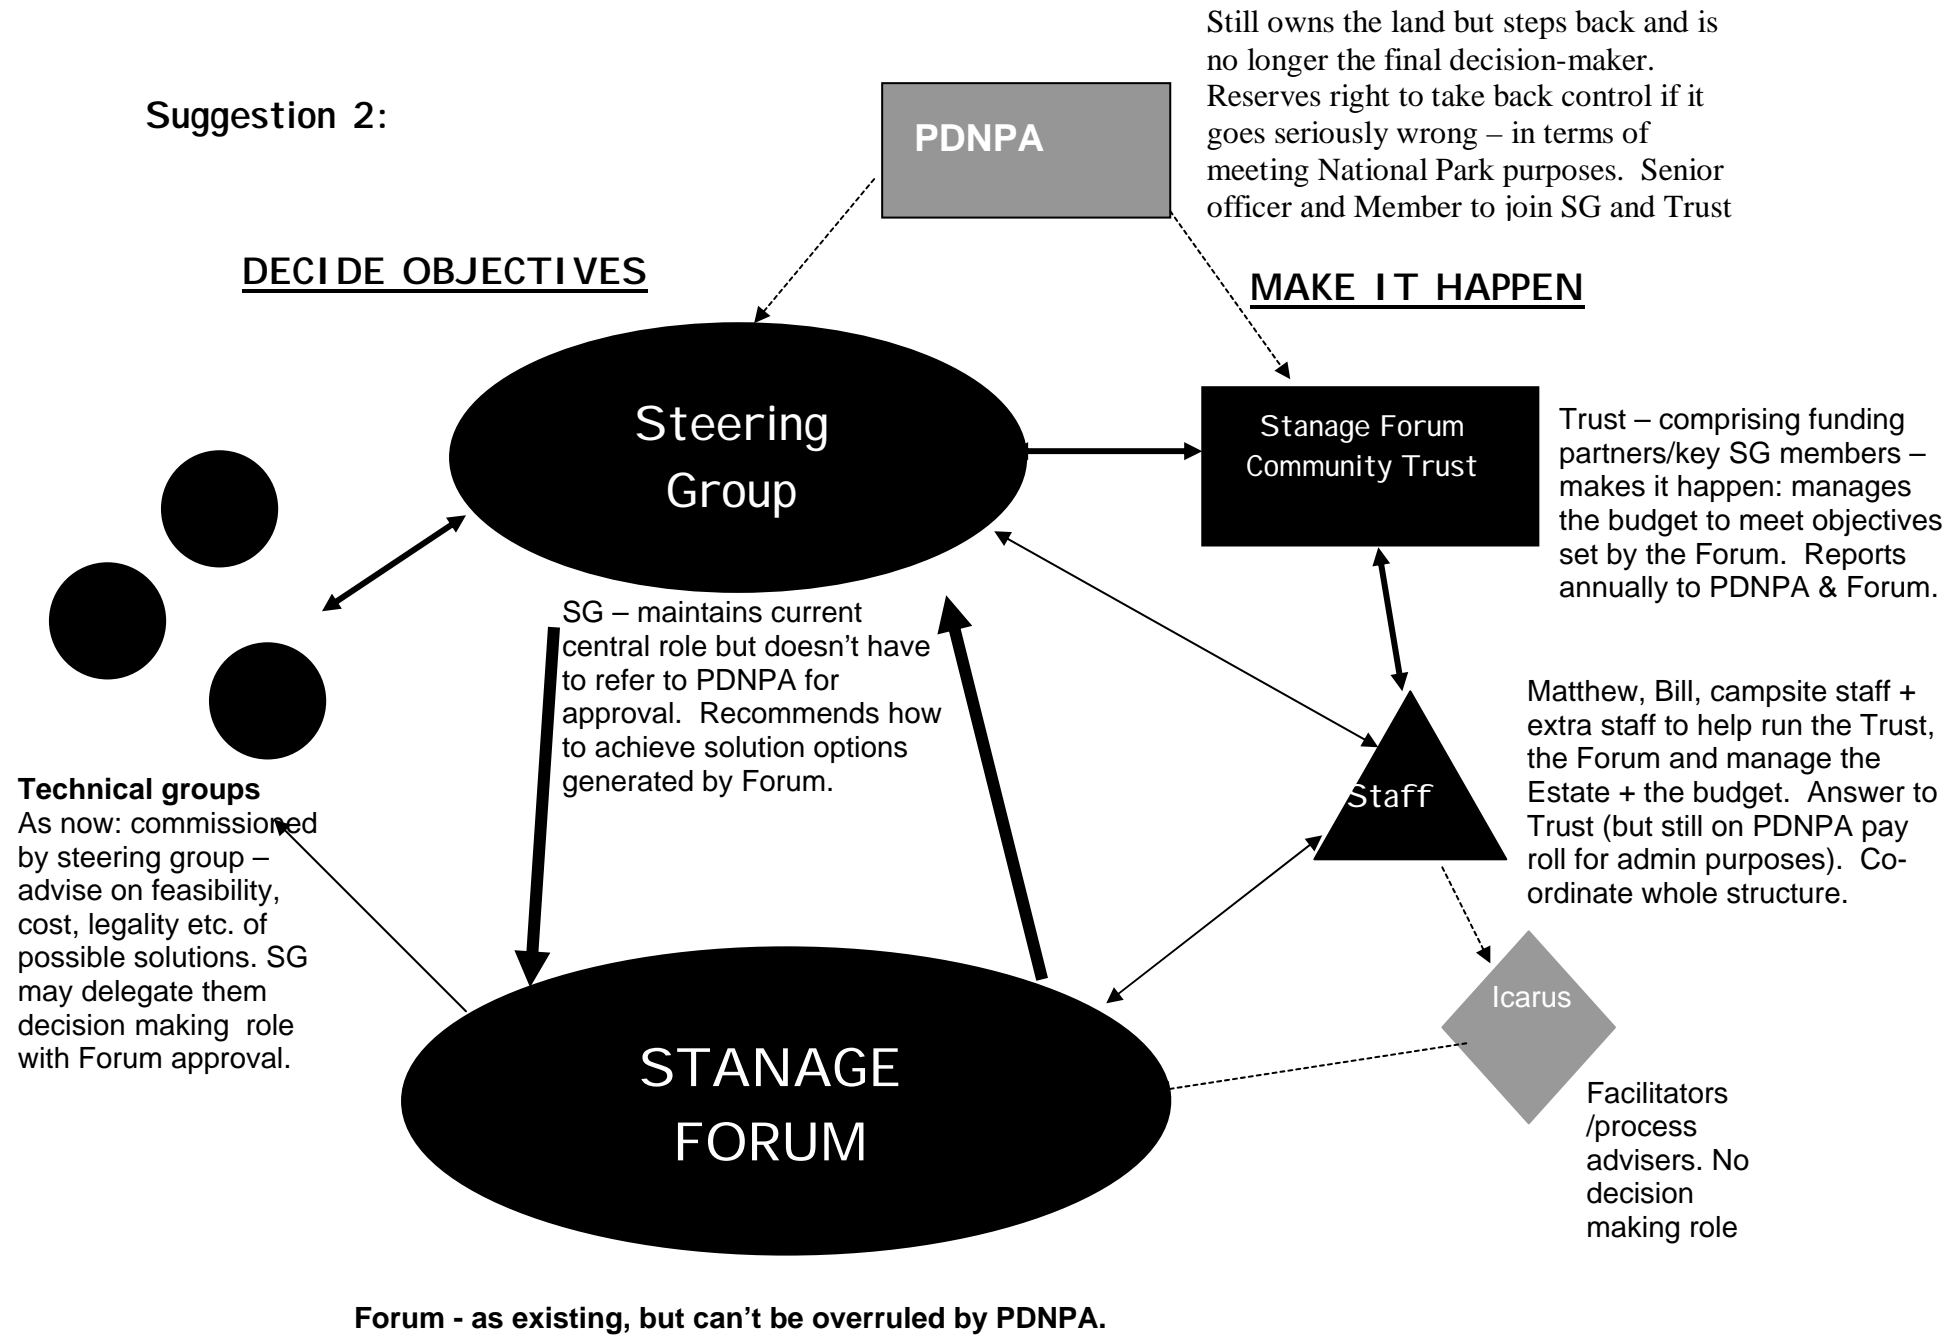 Suggestion 2:
PDNPA
Still owns the land but steps back and is
no longer the final decision-maker.
Reserves right to take back control if it
goes seriously wrong – in terms of
meeting National Park purposes.  Senior
officer and Member to join SG and Trust
DECIDE OBJECTIVES
MAKE IT HAPPEN
Steering
Group
Stanage Forum
Community Trust
Trust – comprising funding
partners/key SG members –
makes it happen: manages
the budget to meet objectives
set by the Forum.  Reports
annually to PDNPA & Forum.
SG – maintains current
central role but doesn’t have
to refer to PDNPA for
approval.  Recommends how
to achieve solution options
generated by Forum.
Matthew, Bill, campsite staff +
extra staff to help run the Trust,
the Forum and manage the
Estate + the budget.  Answer to
Trust (but still on PDNPA pay
roll for admin purposes).  Co-
ordinate whole structure.
Staff
Technical groups
As now: commissioned
by steering group –
advise on feasibility,
cost, legality etc. of
possible solutions. SG
may delegate them
decision making  role
with Forum approval.
Icarus
STANAGE
FORUM
Facilitators
/process
advisers. No
decision
making role
Forum - as existing, but can’t be overruled by PDNPA.